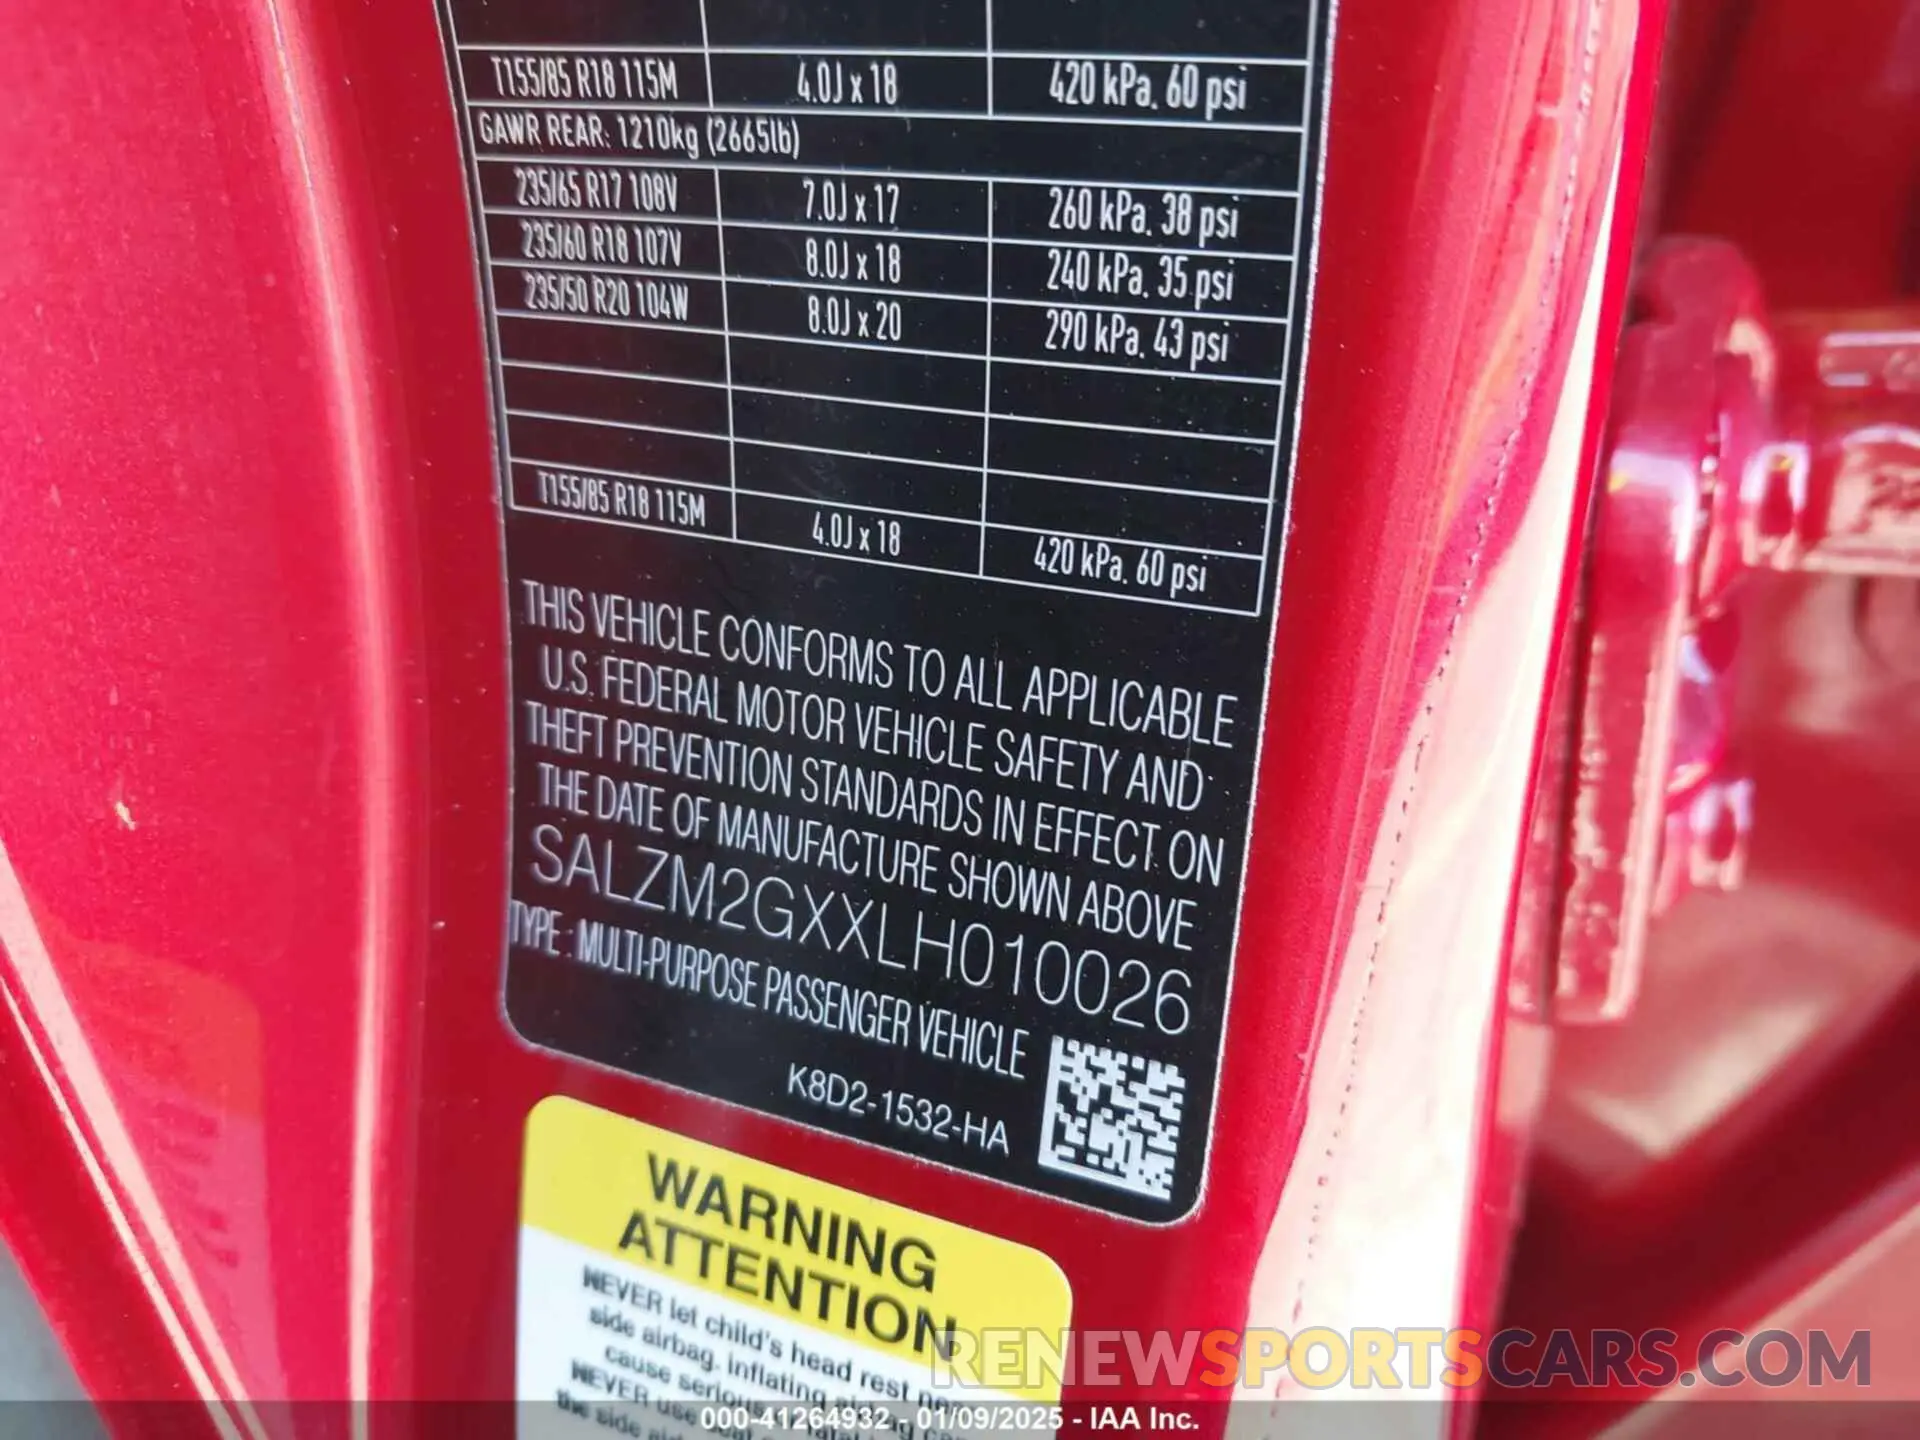 T155/85 R18 115M 4.0J x 18 420 kPa. 60 psi
GAWR REAR: 1210kg (2665lb)
235/65 R17 108V 7.0J x 17 260 kPa. 38 psi
235/60 R18 107V 8.0J x 18 240 kPa. 35 psi
235/50 R20 104W 8.0J x 20 290 kPa. 43 psi
T155/85 R18 115M 4.0J x 18 420 kPa. 60 psi
THIS VEHICLE CONFORMS TO ALL APPLICABLE
U.S. FEDERAL MOTOR VEHICLE SAFETY AND
THEFT PREVENTION STANDARDS IN EFFECT ON
THE DATE OF MANUFACTURE SHOWN ABOVE
SALZM2GXXLH010026
TYPE : MULTI-PURPOSE PASSENGER VEHICLE
K8D2-1532-HA
WARNING
ATTENTION
NEVER let child's head rest
side airbag. inflating
cause serious
NEVER use
the side
RENEWSPORTSCARS.COM
000-41264932 - 01/09/2025 - IAA Inc.